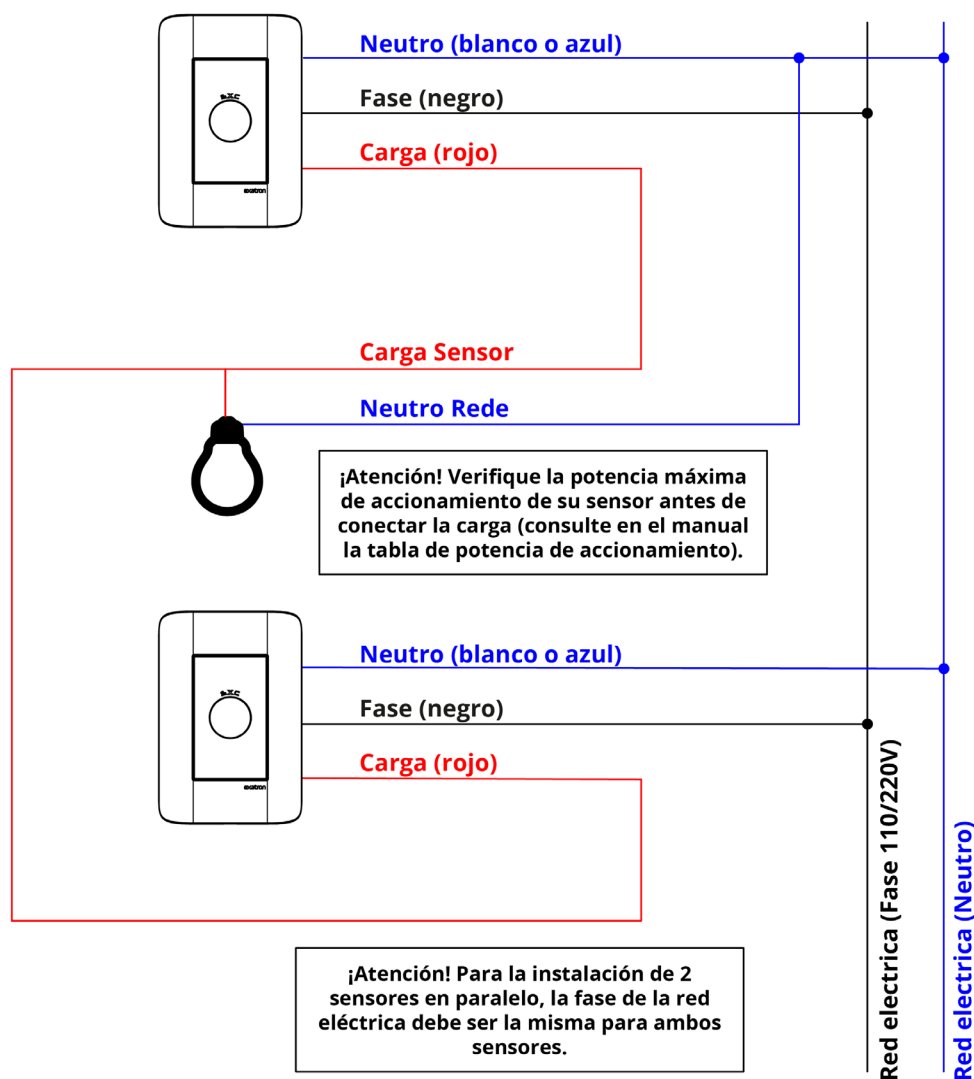 Neutro (blanco o azul)
Fase (negro)
Carga (rojo)
exatron
Carga Sensor
Neutro Rede
¡Atención! Verifique la potencia máxima
de accionamiento de su sensor antes de
conectar la carga (consulte en el manual
la tabla de potencia de accionamiento).
Neutro (blanco o azul)
Fase (negro)
Carga (rojo)
exatron
¡Atención! Para la instalación de 2
sensores en paralelo, la fase de la red
eléctrica debe ser la misma para ambos
sensores.
Red electrica (Fase 110/220V)
Red electrica (Neutro)